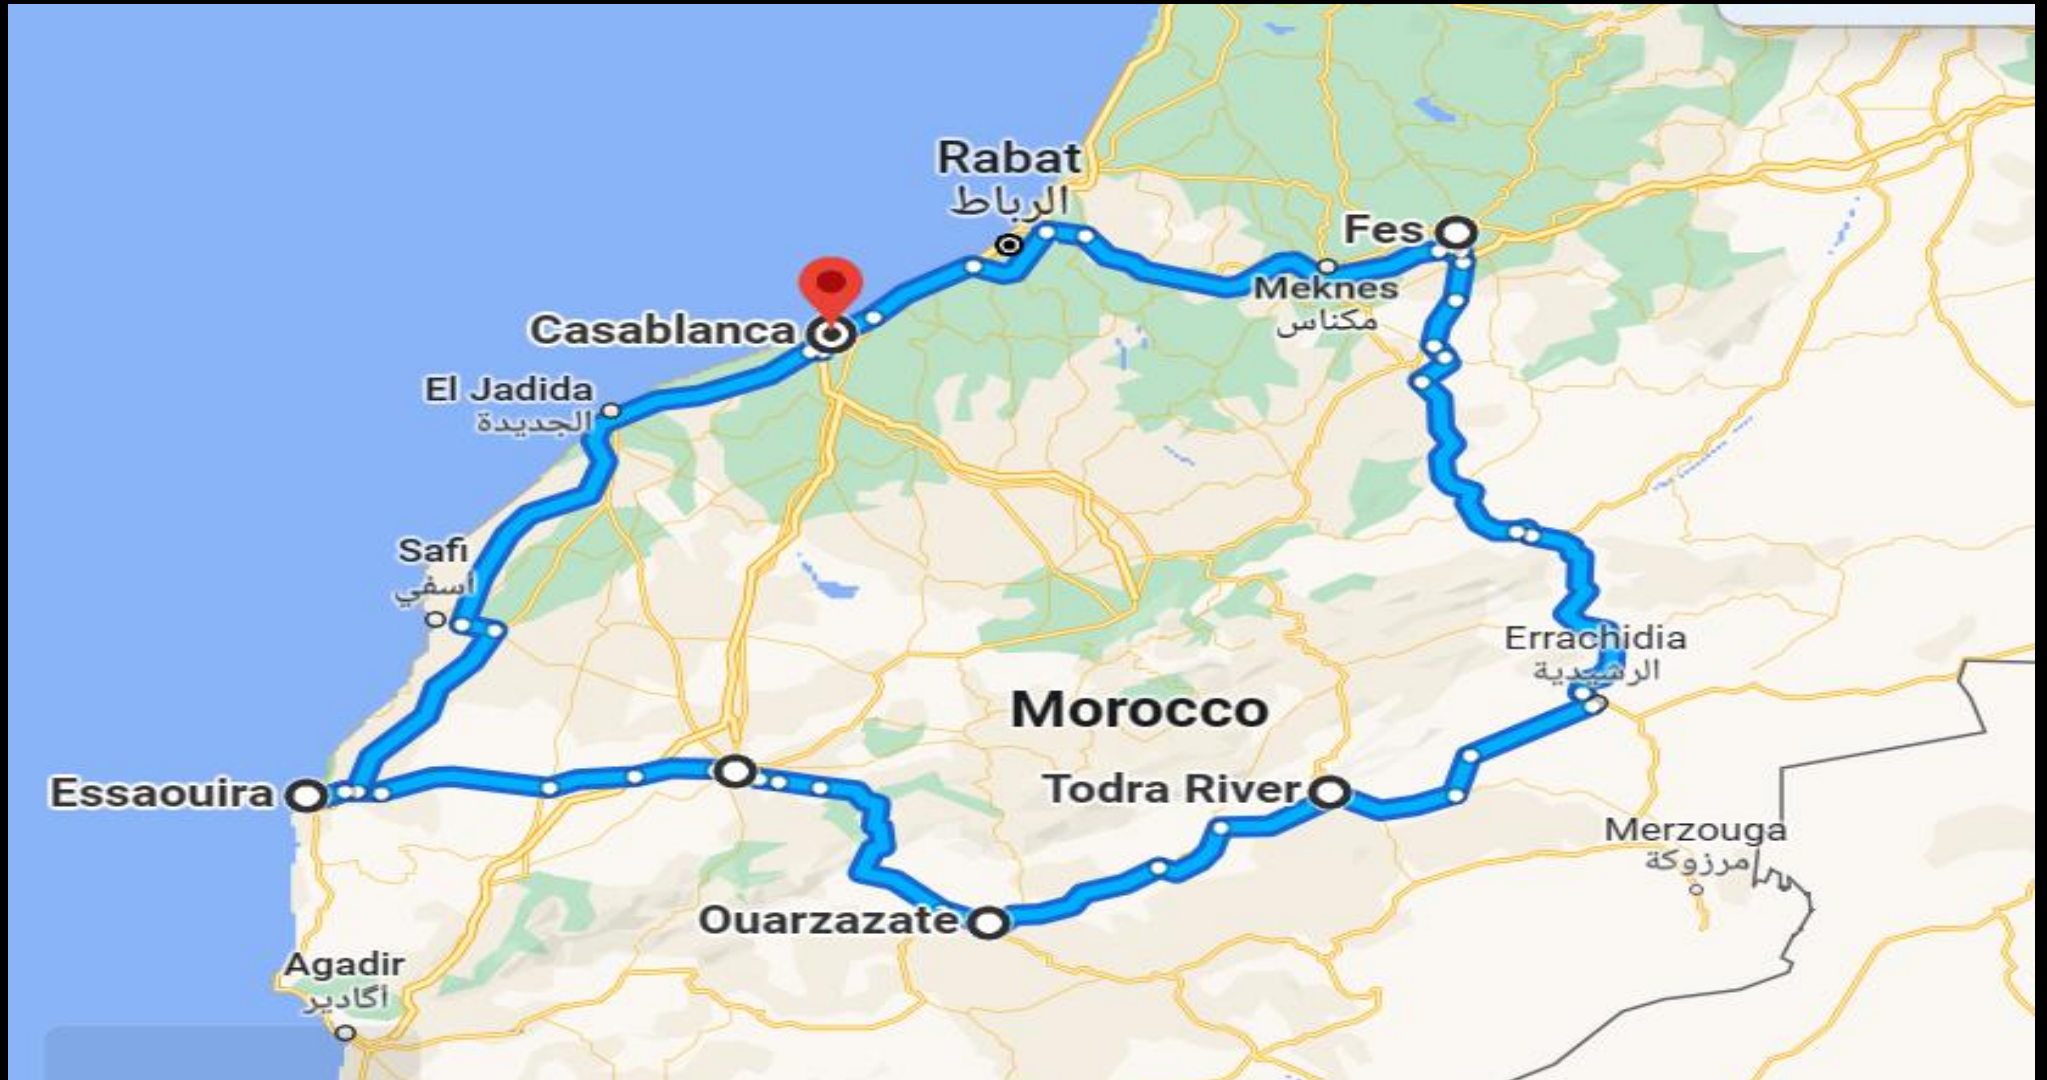 Rabat
الرباط
Fes
Meknes
مكناس
Casablanca
El Jadida
الجديدة
Safi
أسفي
Errachidia
الرشيدية
Morocco
Essaouira
Todra River
Merzouga
مرزوكة
Ouarzazate
Agadir
أگادير